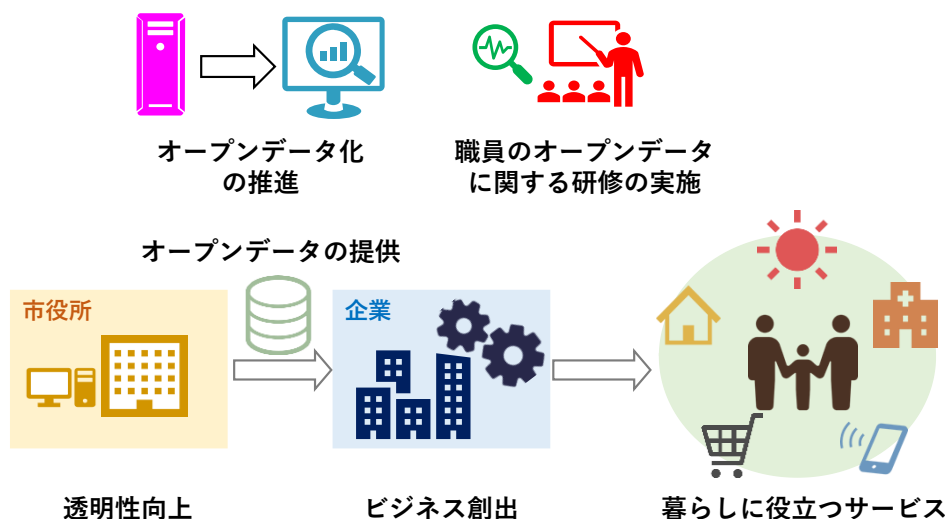 オープンデータ化
の推進
職員のオープンデータ
に関する研修の実施
オープンデータの提供
市役所
企業
透明性向上
ビジネス創出
暮らしに役立つサービス